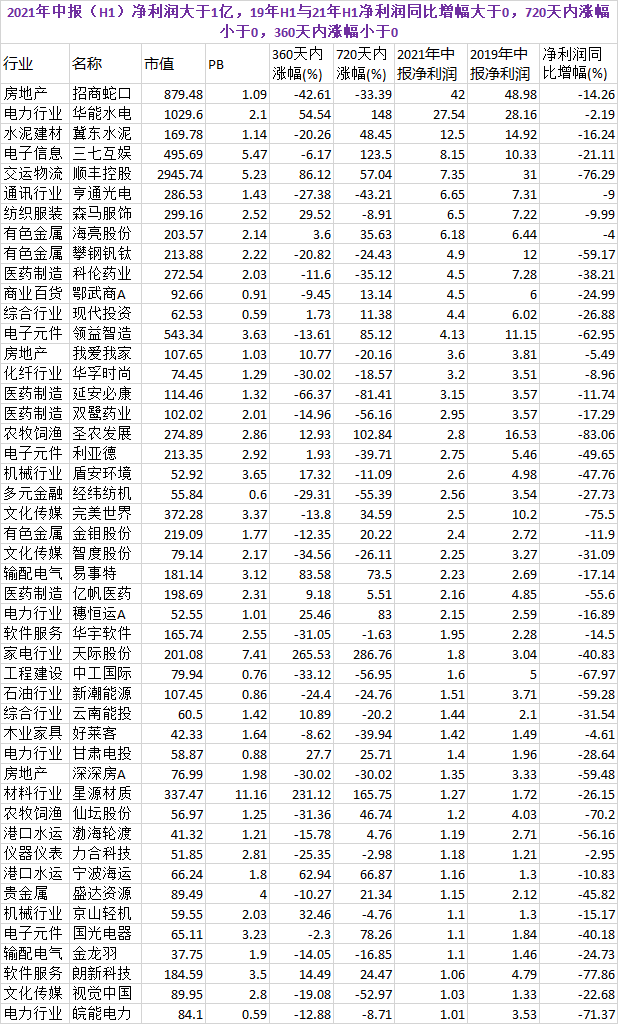 2021年中报（H1）净利润大于1亿，19年H1与21年H1净利润同比增幅大于0，720天内涨幅
小于0，360天内涨幅小于0
行业 名称 市值 PB 360天内涨幅(%) 720天内涨幅(%) 2021年中报净利润 2019年中报净利润 净利润同比增幅(%)
房地产 招商蛇口 879.48 1.09 -42.61 -33.39 42 48.98 -14.26
电力行业 华能水电 1029.6 2.1 54.54 148 27.54 28.16 -2.19
水泥建材 冀东水泥 169.78 1.14 -20.26 48.45 12.5 14.92 -16.24
电子信息 三七互娱 495.69 5.47 -6.17 123.5 8.15 10.33 -21.11
交运物流 顺丰控股 2945.74 5.23 86.12 57.04 7.35 31 -76.29
通讯行业 亨通光电 286.53 1.43 -27.38 -43.21 6.65 7.31 -9
纺织服装 森马服饰 299.16 2.52 29.52 -8.91 6.5 7.22 -9.99
有色金属 海亮股份 203.57 2.14 3.6 35.63 6.18 6.44 -4
有色金属 攀钢钒钛 213.88 2.22 -20.82 -24.43 4.9 12 -59.17
医药制造 科伦药业 272.54 2.03 -11.6 -35.12 4.5 7.28 -38.21
商业百货 鄂武商A 92.66 0.91 -9.45 13.14 4.5 6 -24.99
综合行业 现代投资 62.53 0.59 1.73 11.38 4.4 6.02 -26.88
电子元件 领益智造 543.34 3.63 -13.61 85.12 4.13 11.15 -62.95
房地产 我爱我家 107.65 1.03 10.77 -20.16 3.6 3.81 -5.49
化纤行业 华孚时尚 74.45 1.29 -30.02 -18.57 3.2 3.51 -8.96
医药制造 延安必康 114.46 1.32 -66.37 -81.41 3.15 3.57 -11.74
医药制造 双鹭药业 102.02 2.01 -14.96 -56.16 2.95 3.57 -17.29
农牧饲渔 圣农发展 274.89 2.86 12.93 102.84 2.8 16.53 -83.06
电子元件 利亚德 213.35 2.92 1.93 -39.71 2.75 5.46 -49.65
机械行业 盾安环境 52.92 3.65 17.32 -11.09 2.6 4.98 -47.76
多元金融 经纬纺机 55.84 0.6 -29.31 -55.39 2.56 3.54 -27.73
文化传媒 完美世界 372.28 3.37 -13.8 34.59 2.5 10.2 -75.5
有色金属 金钼股份 219.09 1.77 -12.35 20.22 2.4 2.72 -11.9
文化传媒 智度股份 79.14 2.17 -34.56 -26.11 2.25 3.27 -31.09
输配电气 易事特 181.14 3.12 83.58 73.5 2.23 2.69 -17.14
医药制造 亿帆医药 198.69 2.31 9.18 5.51 2.16 4.85 -55.6
电力行业 穗恒运A 52.55 1.01 25.46 83 2.15 2.59 -16.89
软件服务 华宇软件 165.74 2.55 -31.05 -1.63 1.95 2.28 -14.5
家电行业 天际股份 201.08 7.41 265.53 286.76 1.8 3.04 -40.83
工程建设 中工国际 79.94 0.76 -33.12 -56.95 1.6 5 -67.97
石油行业 新潮能源 107.45 0.86 -24.4 -24.76 1.51 3.71 -59.28
综合行业 云南能投 60.5 1.42 10.89 -20.2 1.44 2.1 -31.54
木业家具 好莱客 42.33 1.64 -8.62 -39.94 1.42 1.49 -4.61
电力行业 甘肃电投 58.87 0.88 27.7 25.71 1.4 1.96 -28.64
房地产 深深房A 76.99 1.98 -30.02 -30.02 1.35 3.33 -59.48
材料行业 星源材质 337.47 11.16 231.12 165.75 1.27 1.72 -26.15
农牧饲渔 仙坛股份 56.97 1.25 -31.36 46.74 1.2 4.03 -70.2
港口水运 渤海轮渡 41.32 1.21 -15.78 4.76 1.19 2.71 -56.16
仪器仪表 力合科技 51.85 2.81 -25.35 -2.98 1.18 1.21 -2.95
港口水运 宁波海运 66.24 1.8 62.94 66.87 1.16 1.3 -10.83
贵金属 盛达资源 89.49 4 -10.27 21.34 1.15 2.12 -45.82
机械行业 京山轻机 59.55 2.03 32.46 -4.76 1.1 1.3 -15.17
电子元件 国光电器 65.11 3.23 -2.3 78.26 1.1 1.84 -40.18
输配电气 金龙羽 37.75 1.9 -14.05 -16.85 1.1 1.46 -24.73
软件服务 朗新科技 184.59 3.5 14.49 24.47 1.06 4.79 -77.86
文化传媒 视觉中国 89.95 2.8 -19.08 -52.97 1.03 1.33 -22.68
电力行业 皖能电力 84.1 0.59 -12.88 -8.71 1.01 3.53 -71.37